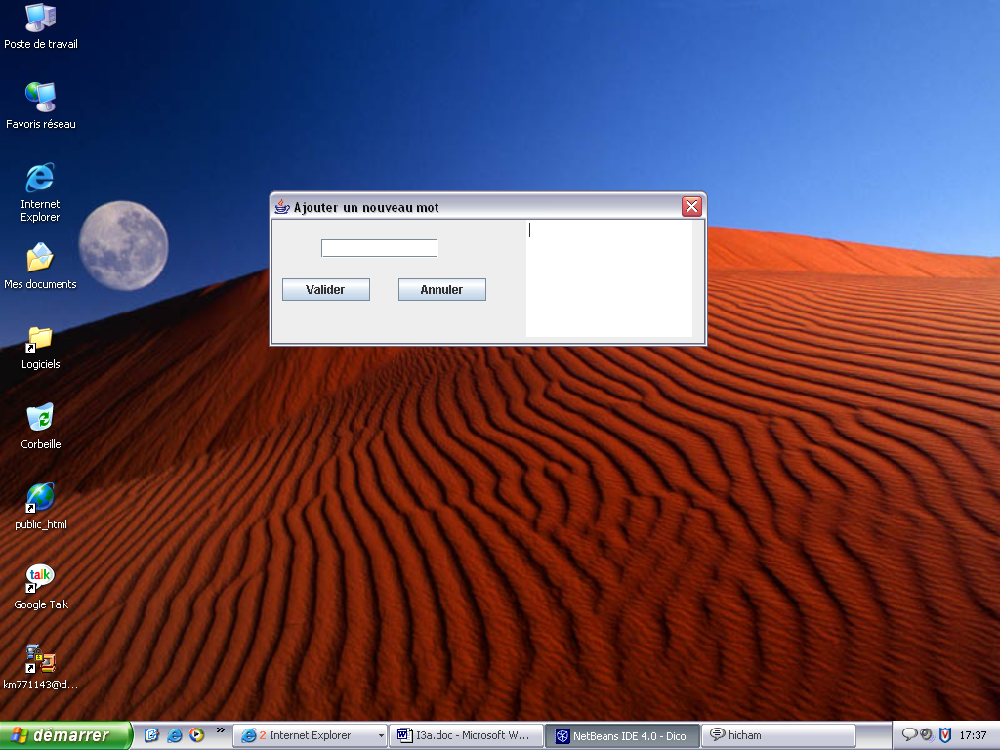 Poste de travail
Favoris réseau
Internet
Explorer
Mes documents
Logiciels
Corbeille
public_html
talk
Google Talk
km771143@d...
Ajouter un nouveau mot
Valider
Annuler
démarrer
»
2 Internet Explorer
I3a.doc - Microsoft W...
NetBeans IDE 4.0 - Dico
hicham
17:37